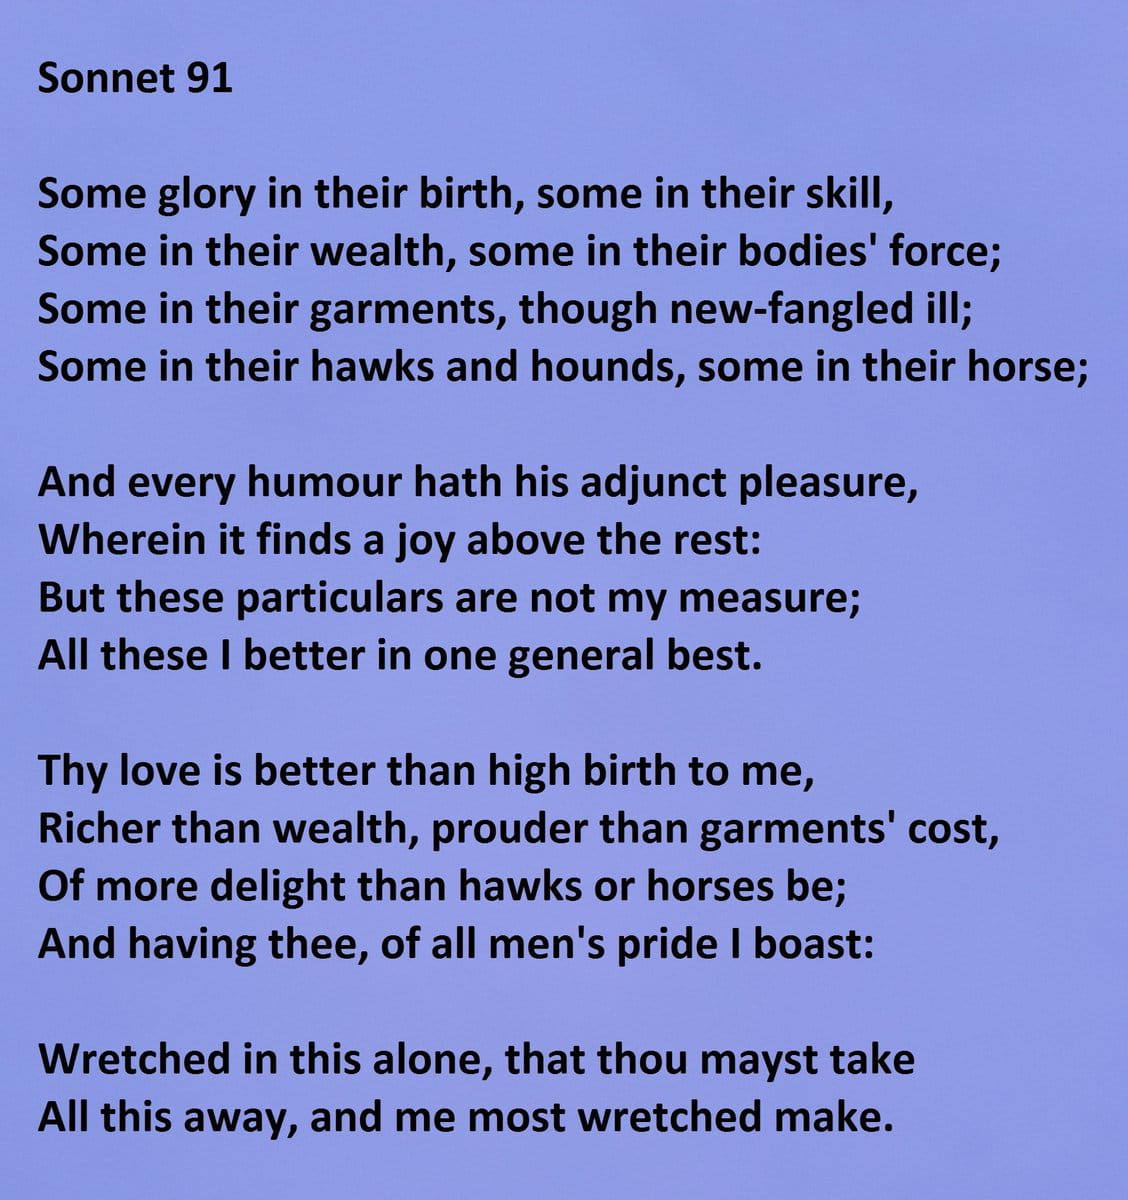 Sonnet 91
Some glory in their birth, some in their skill,
Some in their wealth, some in their bodies' force;
Some in their garments, though new-fangled ill;
Some in their hawks and hounds, some in their horse;
And every humour hath his adjunct pleasure,
Wherein it finds a joy above the rest:
But these particulars are not my measure;
All these I better in one general best.
Thy love is better than high birth to me,
Richer than wealth, prouder than garments' cost,
Of more delight than hawks or horses be;
And having thee, of all men's pride I boast:
Wretched in this alone, that thou mayst take
All this away, and me most wretched make.